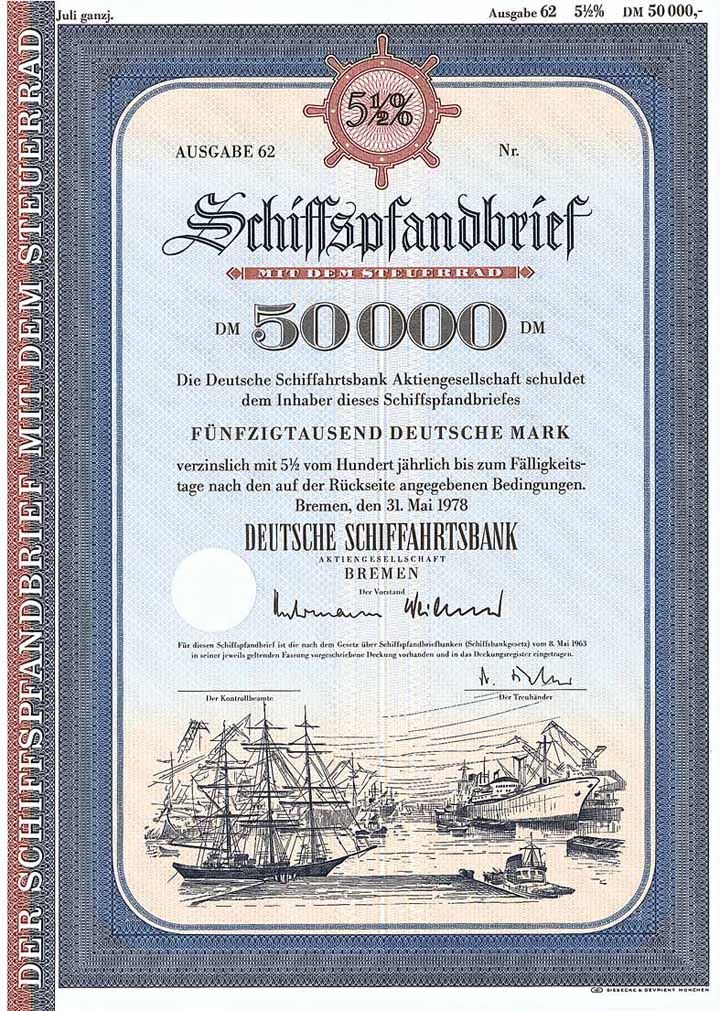 Juli ganzj.
Ausgabe 62 5½% DM 50 000,-
DER SCHIFFSPFANDBRIEF MIT DEM STEUERRAD
5½%
AUSGABE 62
Nr.
Schiffspfandbrief
MIT DEM STEUERRAD
DM 50 000 DM
Die Deutsche Schiffahrtsbank Aktiengesellschaft schuldet
dem Inhaber dieses Schiffspfandbriefes
FÜNFZIGTAUSEND DEUTSCHE MARK
verzinslich mit 5½ vom Hundert jährlich bis zum Fälligkeits-
tage nach den auf der Rückseite angegebenen Bedingungen.
Bremen, den 31. Mai 1978
DEUTSCHE SCHIFFAHRTSBANK
AKTIENGESELLSCHAFT
BREMEN
Der Vorstand
Für diesen Schiffspfandbrief ist die nach dem Gesetz über Schiffspfandbriefbanken (Schiffsbankgesetz) vom 8. Mai 1963
in seiner jeweils geltenden Fassung vorgeschriebene Deckung vorhanden und in das Deckungsregister eingetragen.
Der Kontrollbeamte
Der Treuhänder
GIESECKE & DEVRIENT MÜNCHEN